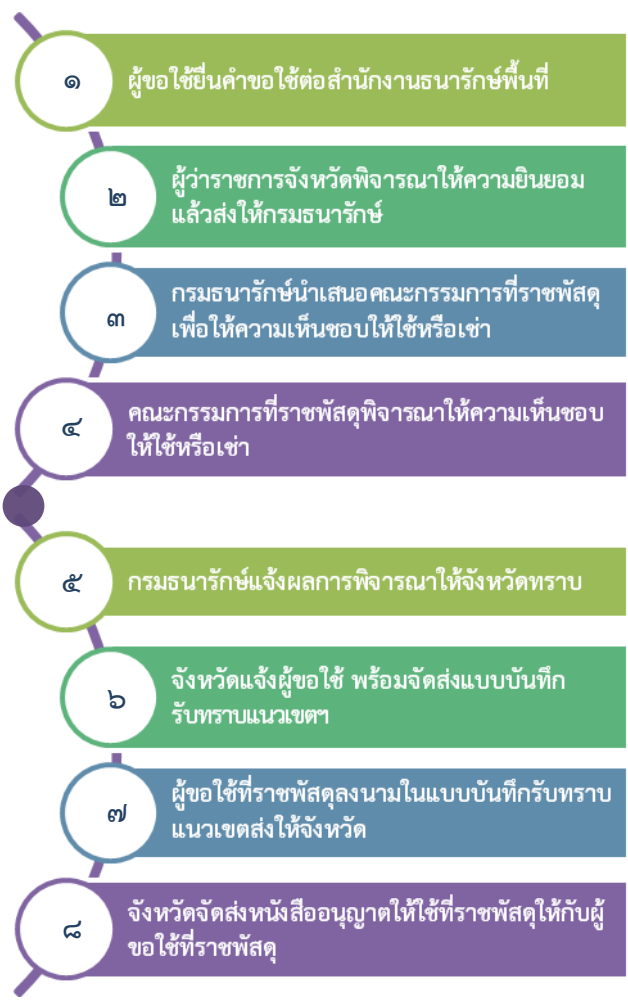 ๑
ผู้ขอใช้ยื่นคำขอใช้ต่อสำนักงานธนารักษ์พื้นที่
๒
ผู้ว่าราชการจังหวัดพิจารณาให้ความยินยอม
แล้วส่งให้กรมธนารักษ์
๓
กรมธนารักษ์นำเสนอคณะกรรมการที่ราชพัสดุ
เพื่อให้ความเห็นชอบให้ใช้หรือเช่า
๔
คณะกรรมการที่ราชพัสดุพิจารณาให้ความเห็นชอบ
ให้ใช้หรือเช่า
๕
กรมธนารักษ์แจ้งผลการพิจารณาให้จังหวัดทราบ
๖
จังหวัดแจ้งผู้ขอใช้ พร้อมจัดส่งแบบบันทึก
รับทราบแนวเขตฯ
๗
ผู้ขอใช้ที่ราชพัสดุลงนามในแบบบันทึกรับทราบ
แนวเขตส่งให้จังหวัด
๘
จังหวัดจัดส่งหนังสืออนุญาตให้ใช้ที่ราชพัสดุให้กับผู้
ขอใช้ที่ราชพัสดุ